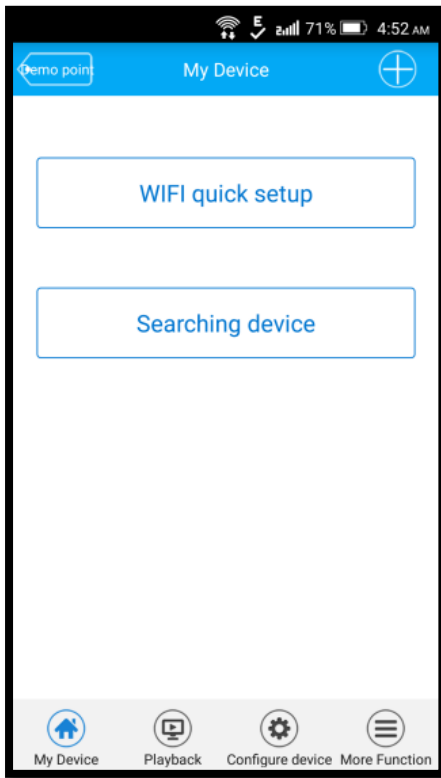 E 2 71% 4:52 AM
Demo point My Device
WIFI quick setup
Searching device
My Device Playback Configure device More Function